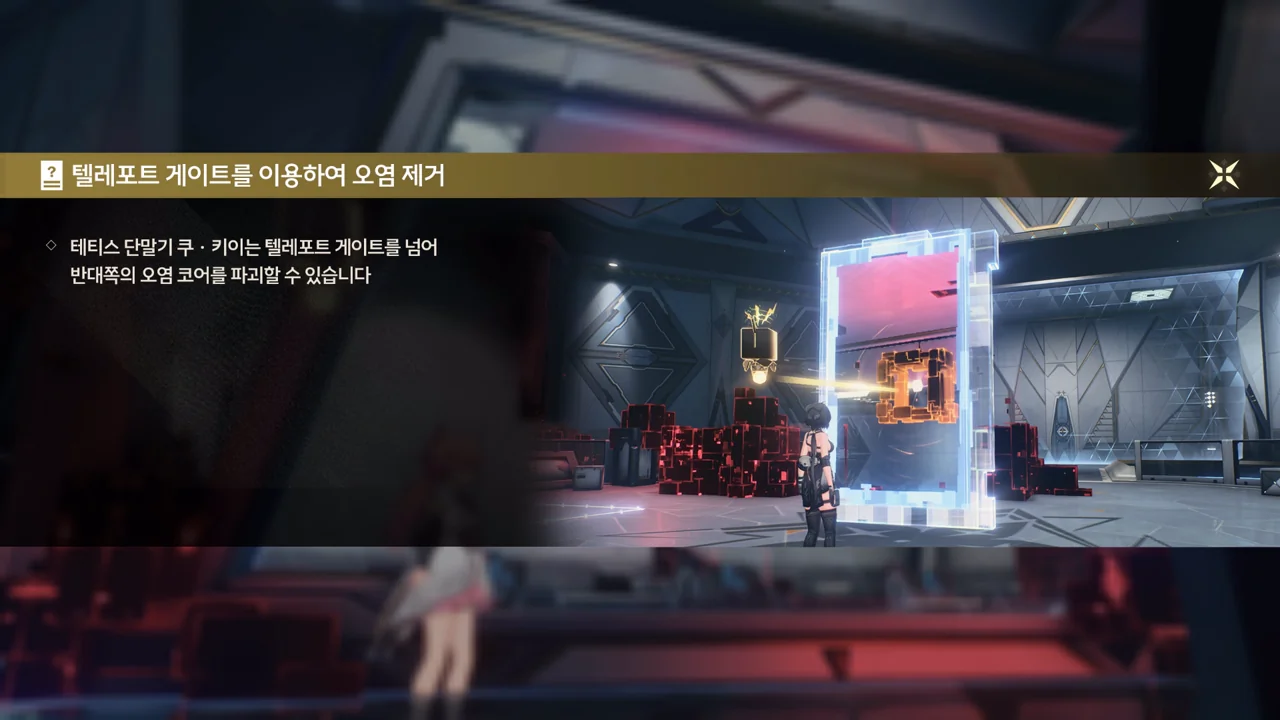 텔레포트 게이트를 이용하여 오염 제거
테티스 단말기 쿠 · 키이는 텔레포트 게이트를 넘어
반대쪽의 오염 코어를 파괴할 수 있습니다